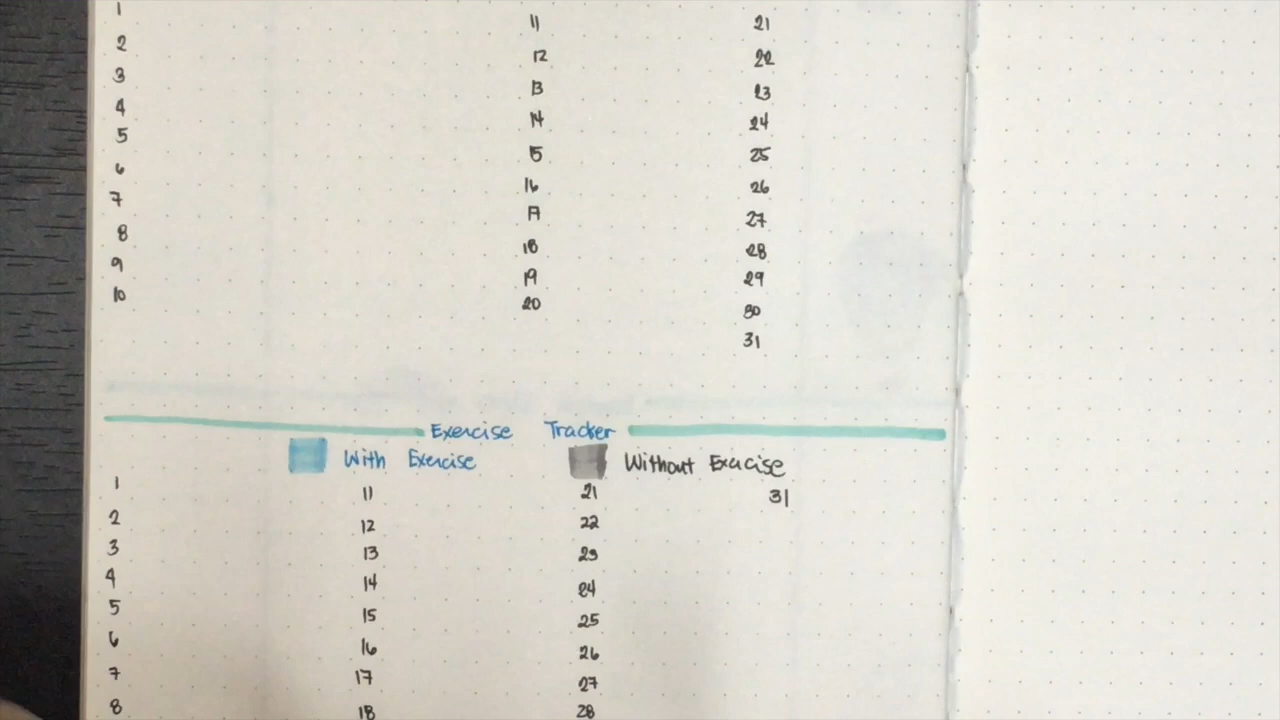 1 11 21
2 12 22
3 13 23
4 14 24
5 15 25
6 16 26
7 17 27
8 18 28
9 19 29
10 20 30
31
Exercise Tracker
With Exercise Without Exacise
1 11 21 31
2 12 22
3 13 23
4 14 24
5 15 25
6 16 26
7 17 27
8 18 28